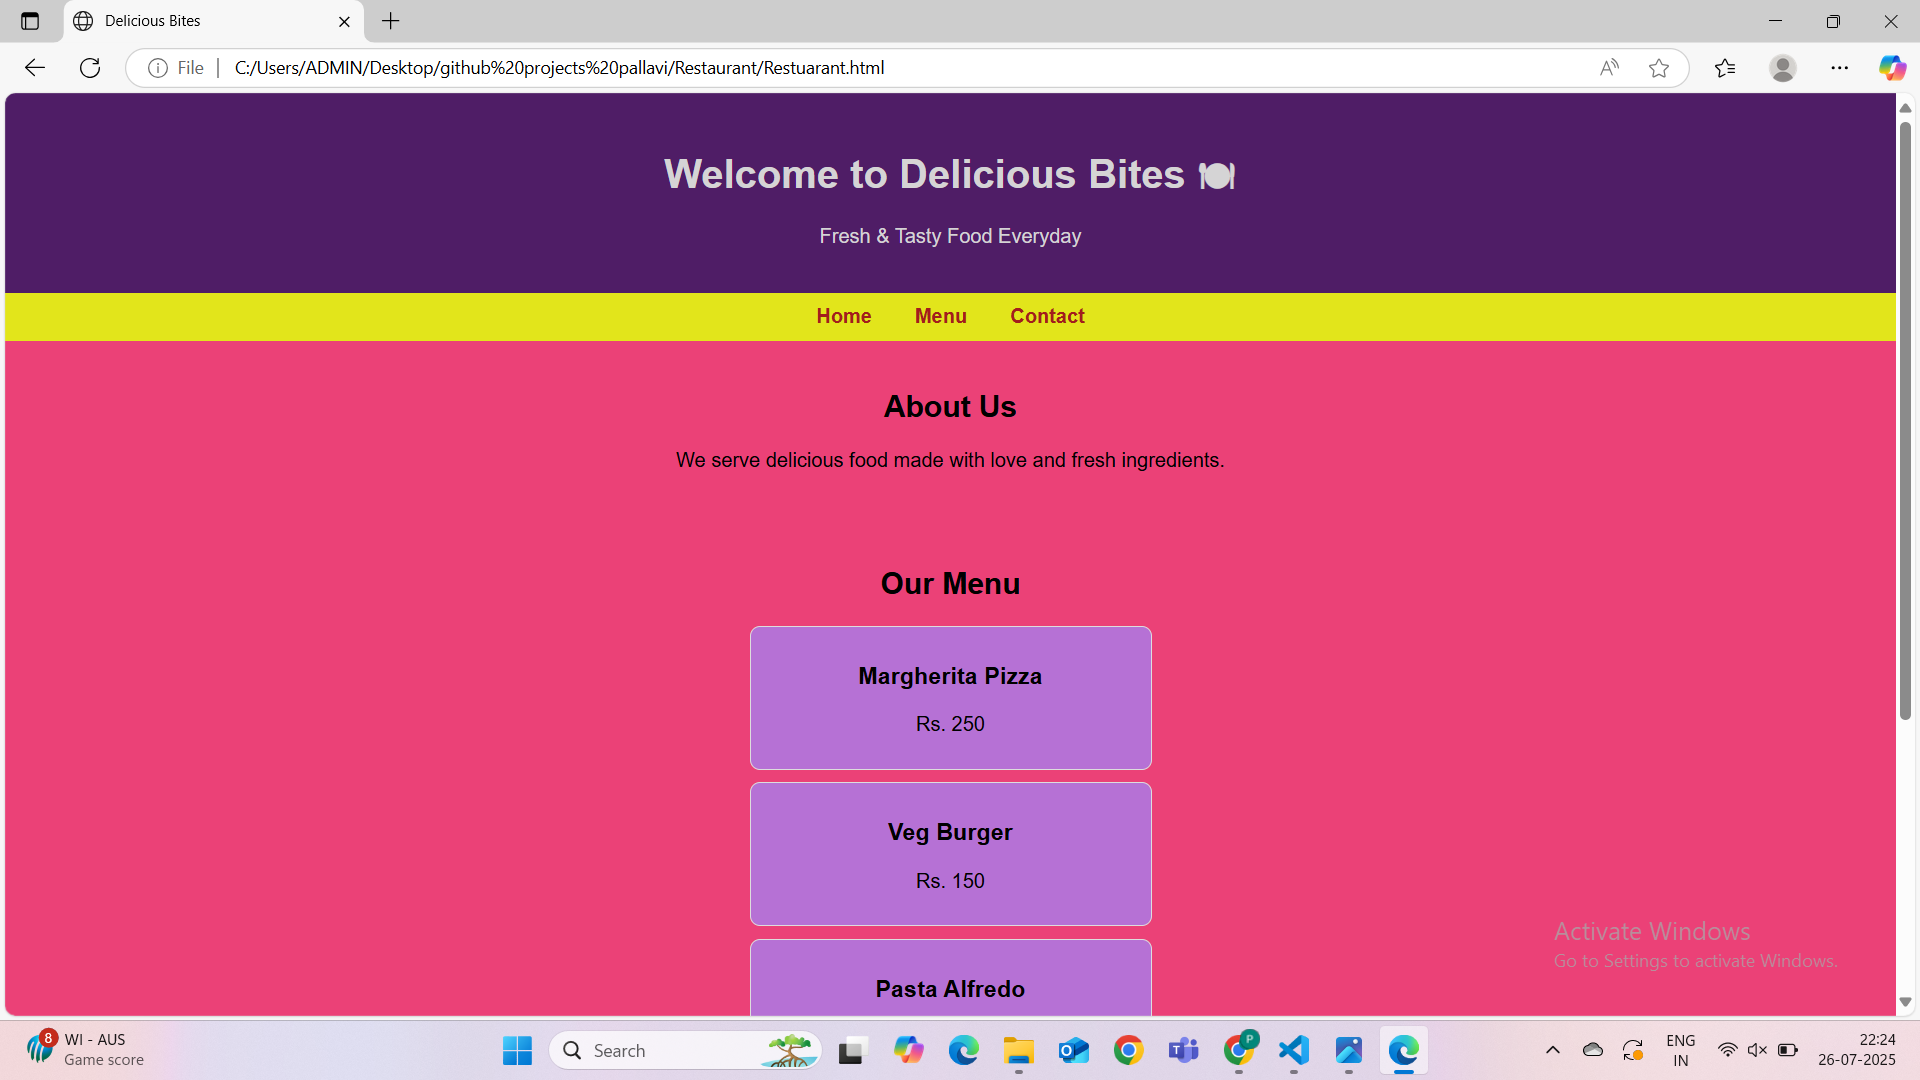 Delicious Bites
File
C:/Users/ADMIN/Desktop/github%20projects%20pallavi/Restaurant/Restuarant.html
Welcome to Delicious Bites 🍽
Fresh & Tasty Food Everyday
Home Menu Contact
About Us
We serve delicious food made with love and fresh ingredients.
Our Menu
Margherita Pizza
Rs. 250
Veg Burger
Rs. 150
Pasta Alfredo
Activate Windows
Go to Settings to activate Windows.
8
WI - AUS
Game score
Search
P
ENG
IN
22:24
26-07-2025